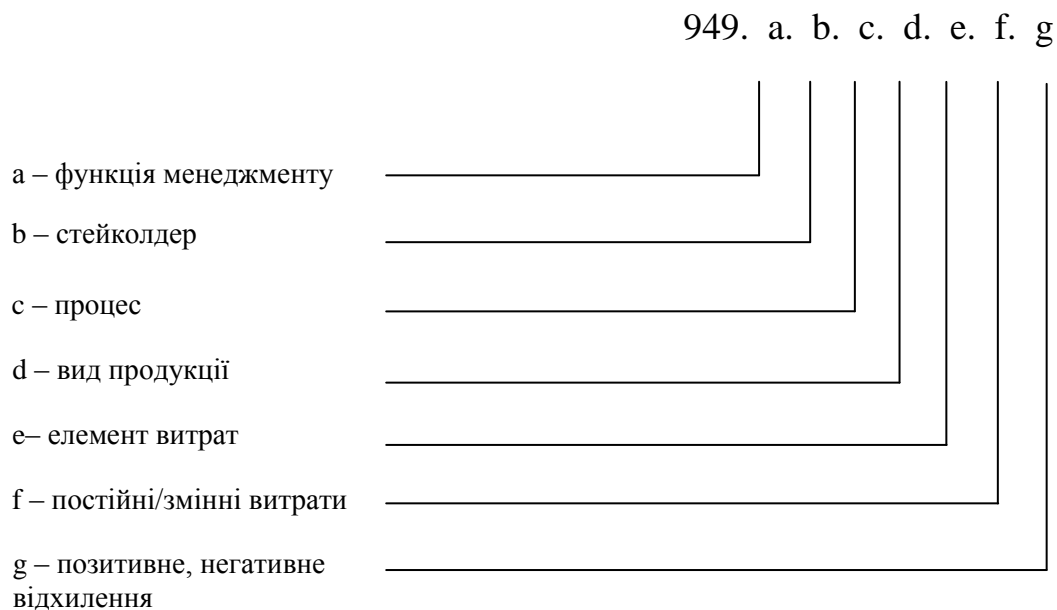 949. a. b. c. d. e. f. g
a – функція менеджменту
b – стейколдер
c – процес
d – вид продукції
e– елемент витрат
f – постійні/змінні витрати
g – позитивне, негативне
відхилення